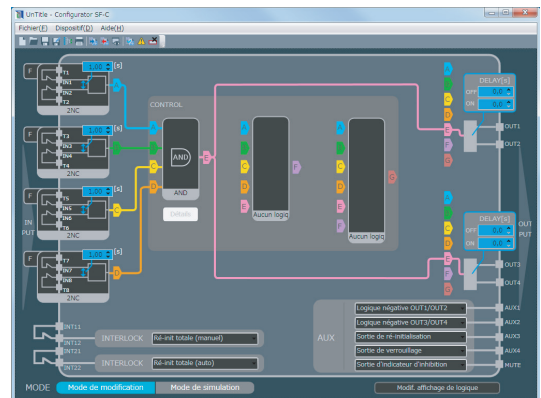 UnTitle - Configurator SF-C
Fichier(F) Dispositif(D) Aide(H)
F T1 1,00 [s]
IN1 A
IN2
T2
2NC
F T3 1,00 [s]
IN3 B
IN4
T4
2NC
F T5 1,00 [s]
IN5 C
IN6
T6
2NC
F T7 1,00 [s]
IN7 D
IN8
T8
2NC
IN
PUT
CONTROL
A
B
C
D
AND
AND
E
Détails
A
B
C
D
E
Aucun logiq
F
A
B
C
D
E
F
Aucun logiq
G
A
B
C
D
E
F
G
DELAY[s]
OFF 0,0
ON 0,0
OUT1
OUT2
A
B
C
D
E
F
G
DELAY[s]
OFF 0,0
ON 0,0
OUT3
OUT4
OUT
PUT
INT11
INT12
INTERLOCK Ré-init totale (manuel)
INT21
INT22
INTERLOCK Ré-init totale (auto)
AUX
Logique négative OUT1/OUT2 AUX1
Logique négative OUT3/OUT4 AUX2
Sortie de ré-initialisation AUX3
Sortie de verrouillage AUX4
Sortie d'indicateur d'inhibition MUTE
MODE Mode de modification Mode de simulation Modif. affichage de logique